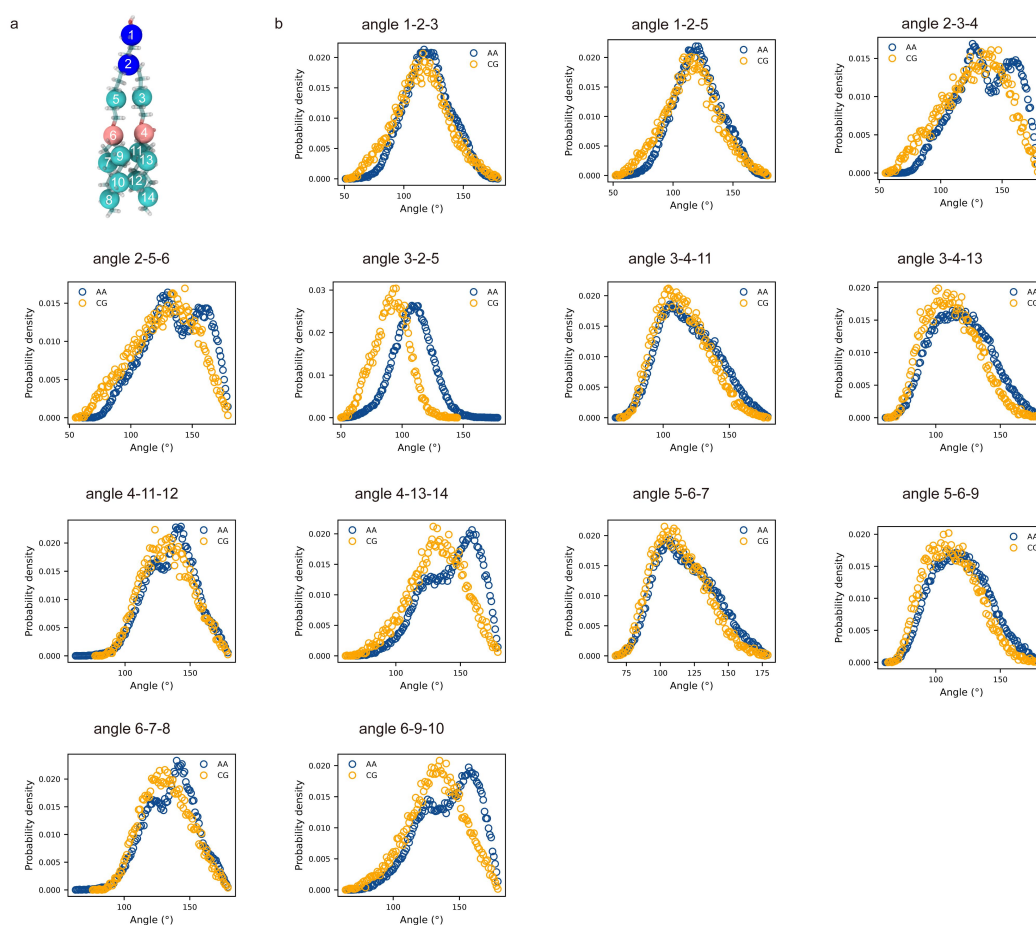 a
1
2
5
3
6
4
7
9
11
13
10
12
8
14
b
angle 1-2-3
AA
CG
0.020
0.015
0.010
0.005
0.000
Probability density
50
100
150
Angle (°)
angle 1-2-5
AA
CG
0.020
0.015
0.010
0.005
0.000
Probability density
50
100
150
Angle (°)
angle 2-3-4
AA
CG
0.015
0.010
0.005
0.000
Probability density
50
100
150
Angle (°)
angle 2-5-6
AA
CG
0.015
0.010
0.005
0.000
Probability density
50
100
150
Angle (°)
angle 3-2-5
AA
CG
0.03
0.02
0.01
0.00
Probability density
50
100
150
Angle (°)
angle 3-4-11
AA
CG
0.020
0.015
0.010
0.005
0.000
Probability density
100
150
Angle (°)
angle 3-4-13
AA
CG
0.020
0.015
0.010
0.005
0.000
Probability density
100
150
Angle (°)
angle 4-11-12
AA
CG
0.020
0.015
0.010
0.005
0.000
Probability density
100
150
Angle (°)
angle 4-13-14
AA
CG
0.020
0.015
0.010
0.005
0.000
Probability density
100
150
Angle (°)
angle 5-6-7
AA
CG
0.020
0.015
0.010
0.005
0.000
Probability density
75
100
125
150
175
Angle (°)
angle 5-6-9
AA
CG
0.020
0.015
0.010
0.005
0.000
Probability density
100
150
Angle (°)
angle 6-7-8
AA
CG
0.020
0.015
0.010
0.005
0.000
Probability density
100
150
Angle (°)
angle 6-9-10
AA
CG
0.020
0.015
0.010
0.005
0.000
Probability density
100
150
Angle (°)